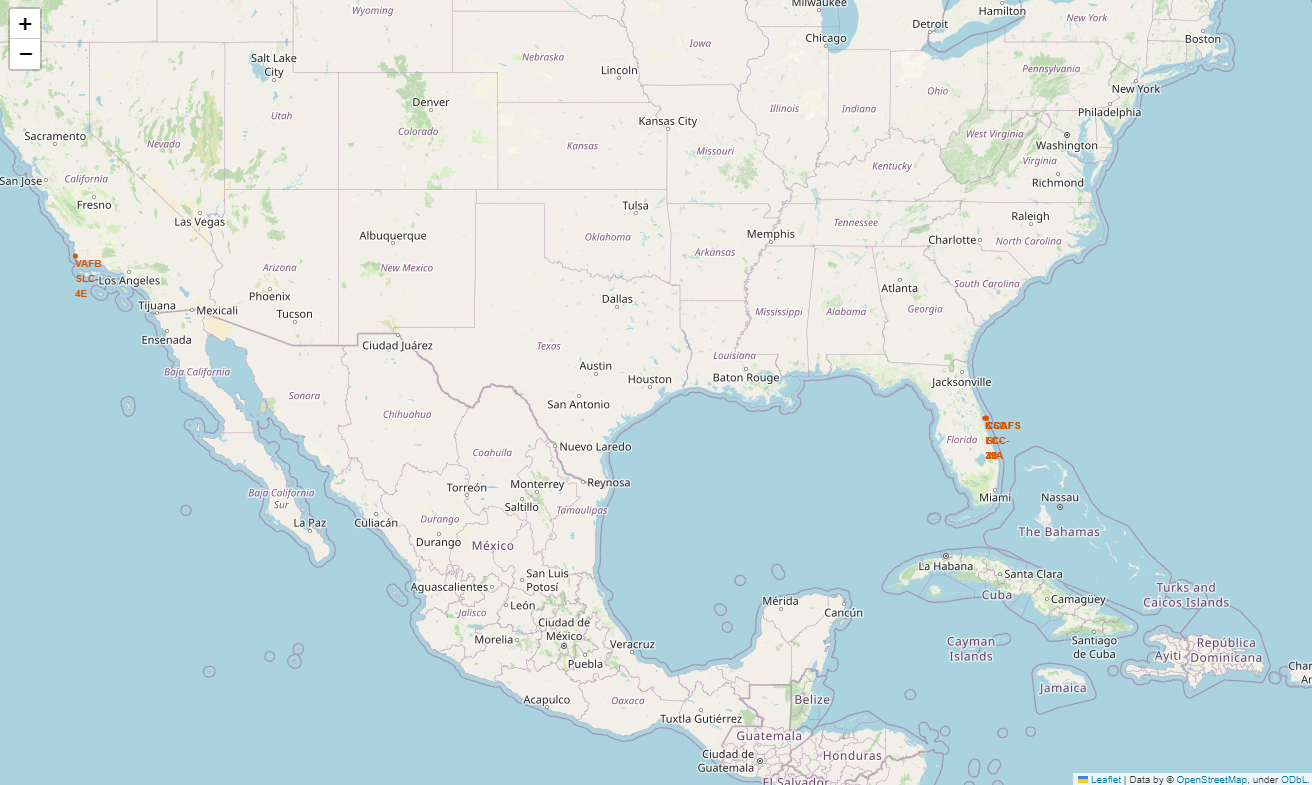 +
−
Wyoming
Milwaukee
Hamilton
New York
Detroit
Boston
Chicago
Iowa
Salt Lake
City
Nebraska
Lincoln
Pennsylvania
New York
Ohio
Denver
Illinois
Indiana
Philadelphia
Utah
Kansas City
Colorado
Sacramento
Nevada
Kansas
Missouri
West Virginia
Washington
Virginia
Kentucky
San Jose
California
Richmond
Fresno
Las Vegas
Tulsa
Raleigh
Albuquerque
Oklahoma
Memphis
Tennessee
Charlotte
North Carolina
Arkansas
VAFB
SLC-
4E
Los Angeles
Arizona
New Mexico
South Carolina
Atlanta
Phoenix
Dallas
Tijuana
Mexicali
Tucson
Mississippi
Alabama
Georgia
Ensenada
Ciudad Juárez
Texas
Louisiana
Austin
Houston
Baton Rouge
Jacksonville
Baja California
Sonora
Chihuahua
San Antonio
Florida
Coahuila
Nuevo Laredo
Torreón
Monterrey
Reynosa
Miami
Nassau
Baja California
Sur
Saltillo
Tamaulipas
La Paz
Culiacán
Durango
The Bahamas
Durango
México
La Habana
Santa Clara
San Luis
Potosí
Aguascalientes
Cuba
Camagüey
Turks and
Caicos Islands
León
Jalisco
Mérida
Cancún
Ciudad de
México
Morelia
Veracruz
Cayman
Islands
Santiago
de Cuba
Ayiti
República
Dominicana
Puebla
Jamaica
Acapulco
Oaxaca
Belize
Tuxtla Gutiérrez
Guatemala
Ciudad de
Guatemala
Honduras
El Salvador
Leaflet | Data by © OpenStreetMap, under ODbL.